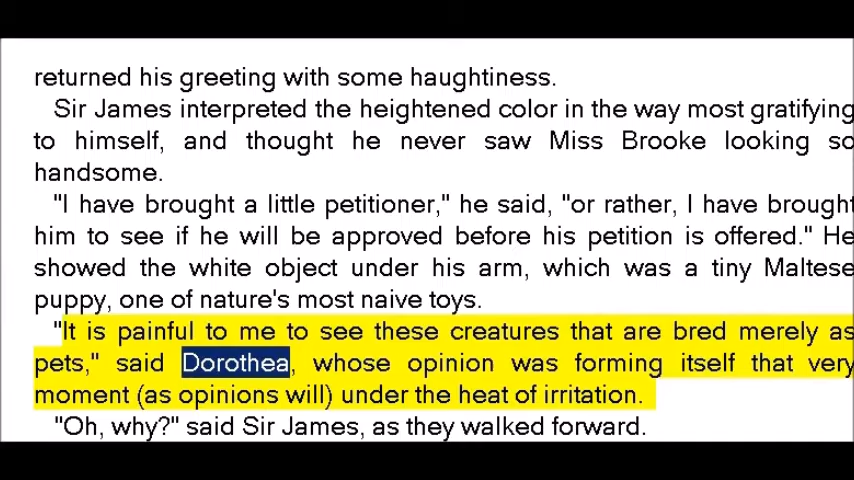 returned his greeting with some haughtiness.
Sir James interpreted the heightened color in the way most gratifying
to himself, and thought he never saw Miss Brooke looking so
handsome.
"I have brought a little petitioner," he said, "or rather, I have brought
him to see if he will be approved before his petition is offered." He
showed the white object under his arm, which was a tiny Maltese
puppy, one of nature's most naive toys.
"It is painful to me to see these creatures that are bred merely as
pets," said Dorothea, whose opinion was forming itself that very
moment (as opinions will) under the heat of irritation.
"Oh, why?" said Sir James, as they walked forward.